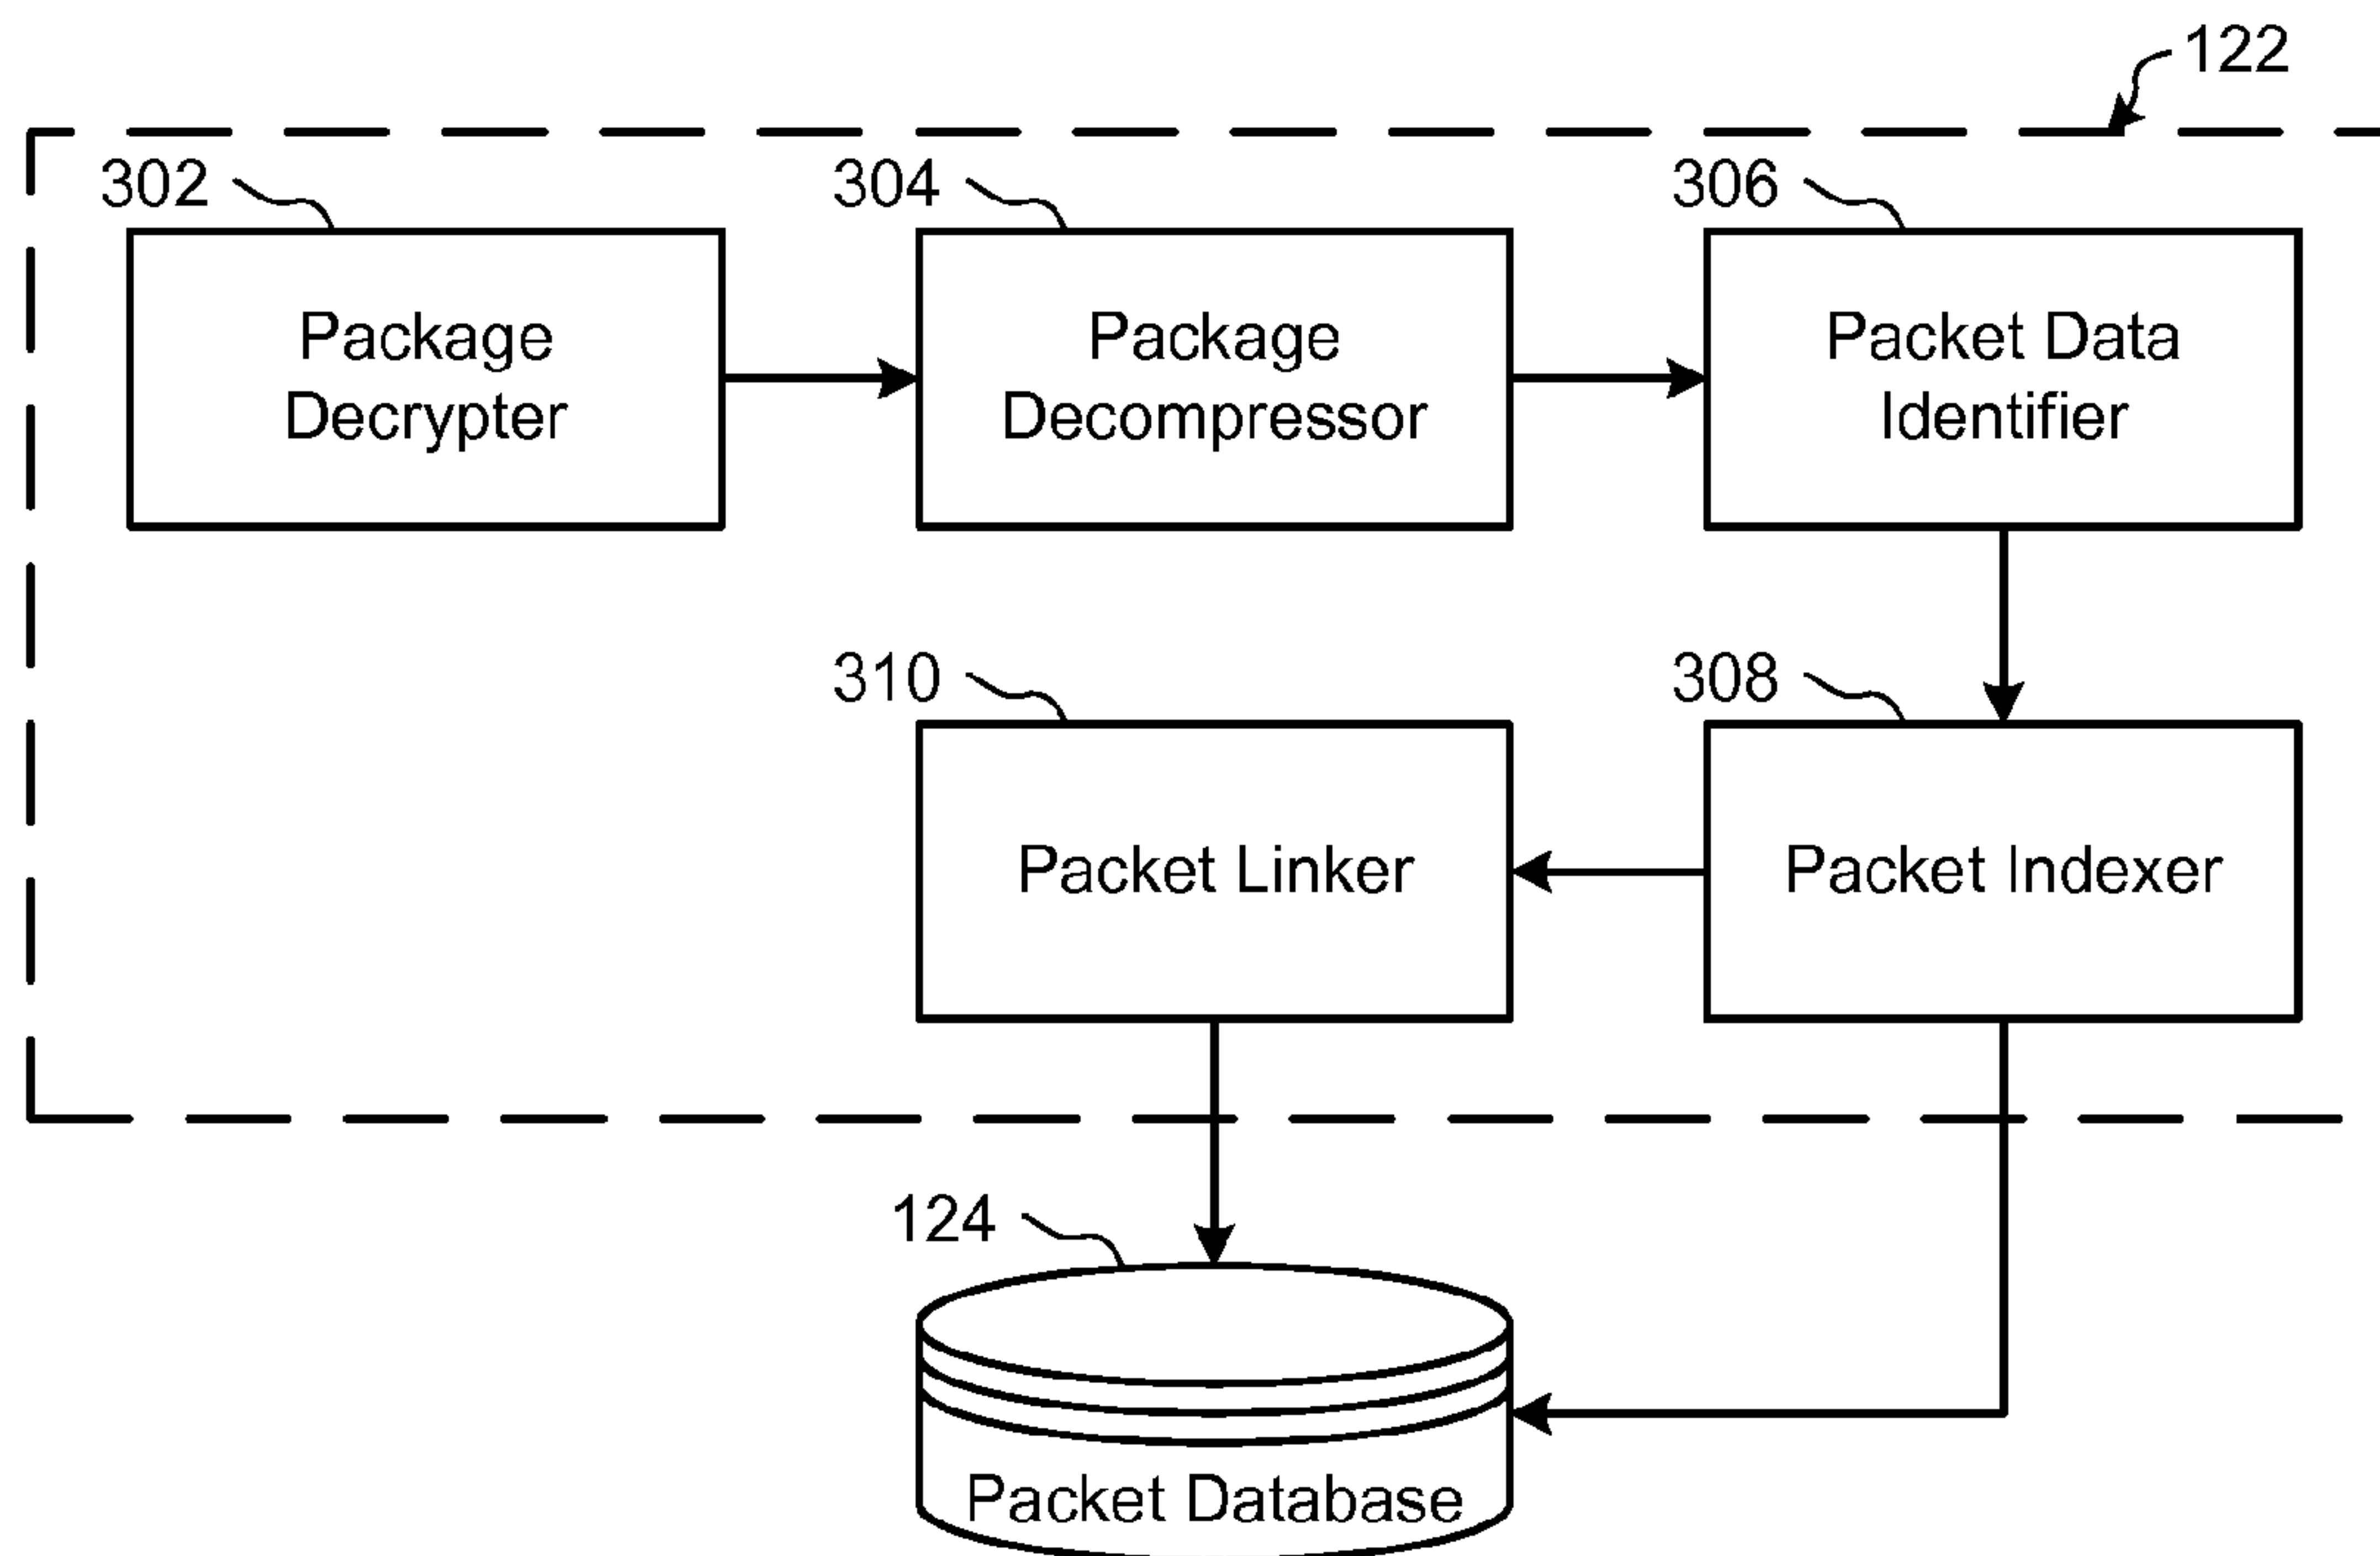 122
302
304
306
Package
Decrypter
Package
Decompressor
Packet Data
Identifier
310
308
Packet Linker
Packet Indexer
124
Packet Database